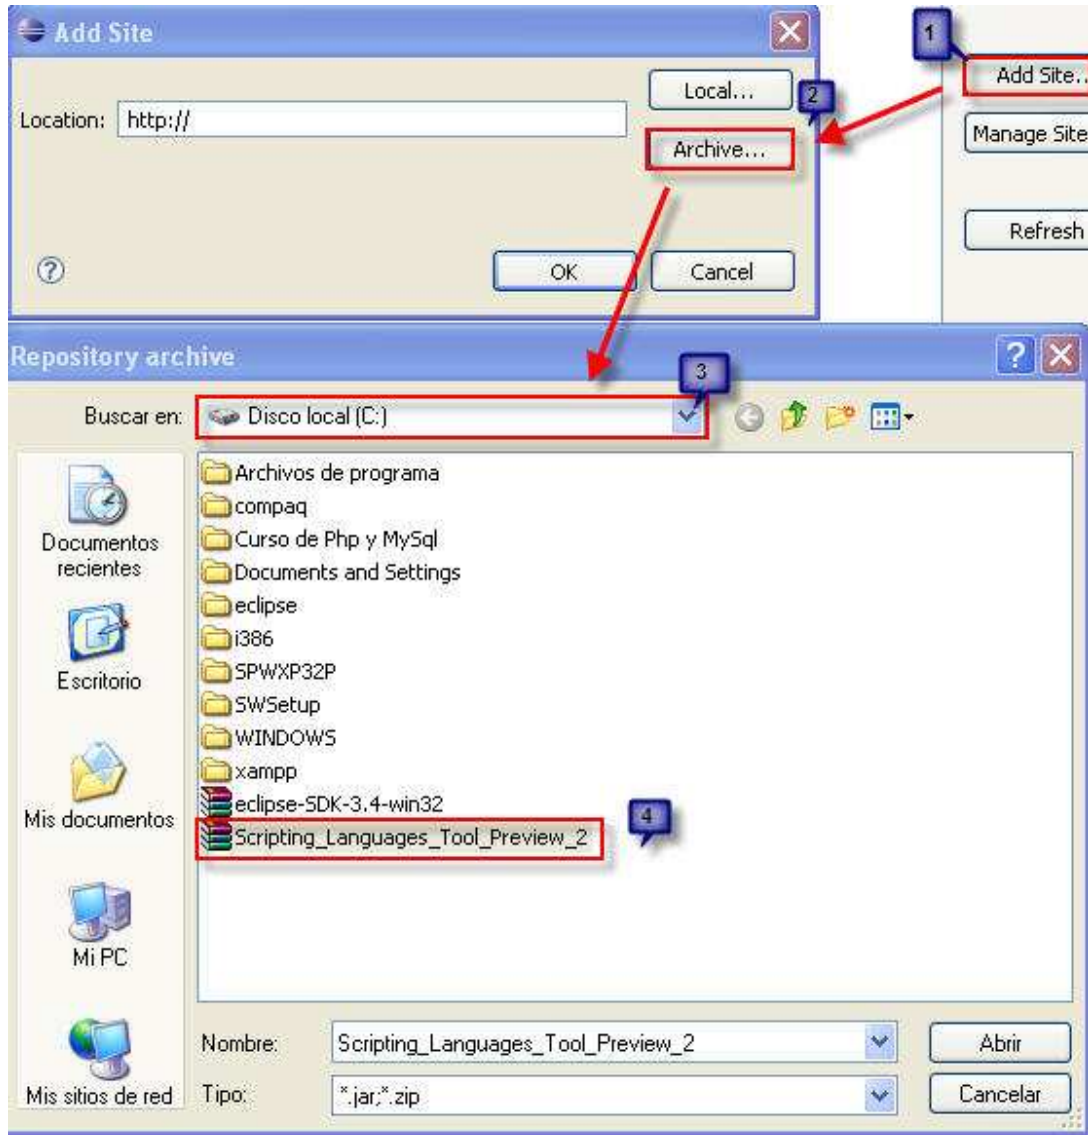 Add Site
1
Add Site..
Local...
2
Location: http://
Manage Site
Archive...
Refresh
OK
Cancel
Repository archive
3
Buscar en: Disco local (C:)
Archivos de programa
compaq
Curso de Php y MySql
Documents and Settings
eclipse
i386
SPWXP32P
SWSetup
WINDOWS
xampp
eclipse-SDK-3.4-win32
Scripting_Languages_Tool_Preview_2
4
Documentos
recientes
Escritorio
Mis documentos
Mi PC
Mis sitios de red
Nombre: Scripting_Languages_Tool_Preview_2
Abrir
Tipo: *.jar;*.zip
Cancelar